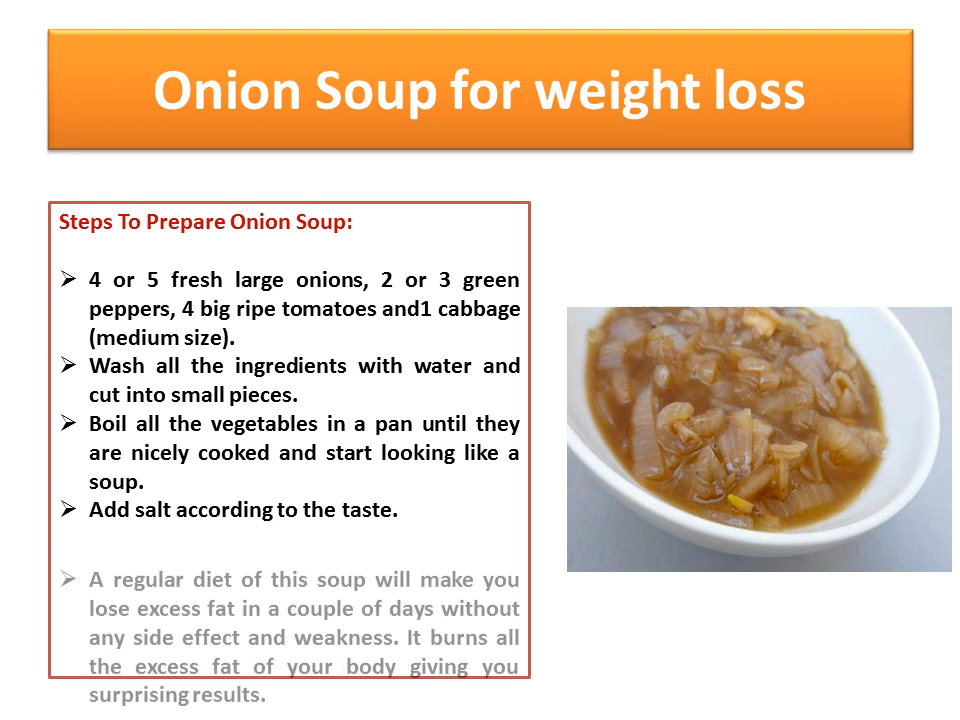 Onion Soup for weight loss
Steps To Prepare Onion Soup:
➢ 4 or 5 fresh large onions, 2 or 3 green
peppers, 4 big ripe tomatoes and1 cabbage
(medium size).
➢ Wash all the ingredients with water and
cut into small pieces.
➢ Boil all the vegetables in a pan until they
are nicely cooked and start looking like a
soup.
➢ Add salt according to the taste.
➢ A regular diet of this soup will make you
lose excess fat in a couple of days without
any side effect and weakness. It burns all
the excess fat of your body giving you
surprising results.